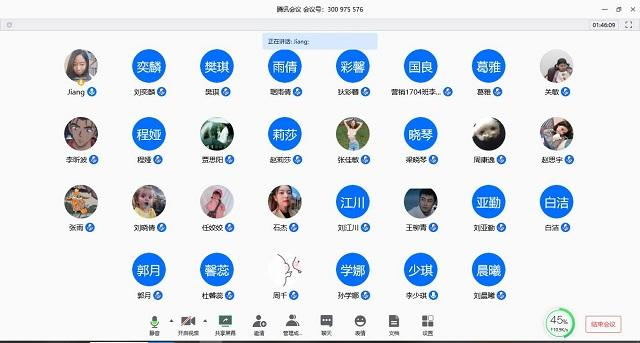 腾讯会议 会议号: 300 975 576
01:46:09
正在讲话: Jiang;
奕麟 樊琪 雨倩 彩馨 国良 葛雅
Jiang 刘奕麟 樊琪 雨倩 狄彩馨 营销1704班李... 葛雅 关敏
程娅 莉莎 晓琴
李昕波 程娅 贾思阳 赵莉莎 张佳敏 梁晓琴 周康逸 赵思宇
江川 亚勤 白洁
张雨 刘晓倩 任姣姣 石杰 刘江川 王柳青 刘亚勤 白洁
郭月 馨蕊 学娜 少琪 晨曦
郭月 杜馨蕊 周千 孙学娜 李少琪 刘晨曦
静音 开启视频 共享屏幕 邀请 管理成... 聊天 表情 文档 设置
45%
结束会议